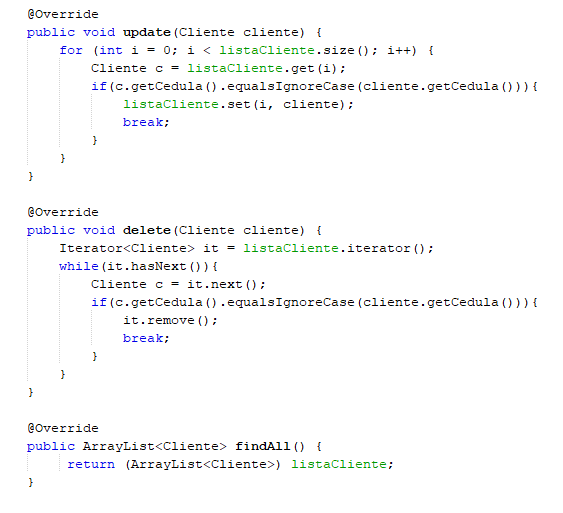 @Override
public void update(Cliente cliente) {
    for (int i = 0; i < listaCliente.size(); i++) {
        Cliente c = listaCliente.get(i);
        if(c.getCedula().equalsIgnoreCase(cliente.getCedula())){
            listaCliente.set(i, cliente);
            break;
        }
    }
}

@Override
public void delete(Cliente cliente) {
    Iterator<Cliente> it = listaCliente.iterator();
    while(it.hasNext()){
        Cliente c = it.next();
        if(c.getCedula().equalsIgnoreCase(cliente.getCedula())){
            it.remove();
            break;
        }
    }
}

@Override
public ArrayList<Cliente> findAll() {
     return (ArrayList<Cliente>) listaCliente;
}